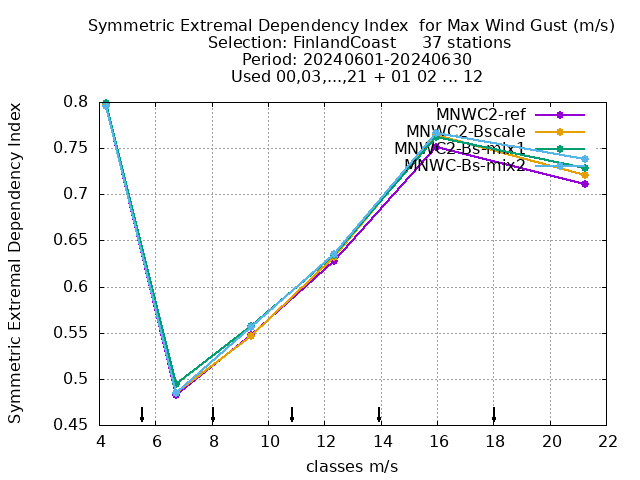 Symmetric Extremal Dependency Index  for Max Wind Gust (m/s)
Selection: FinlandCoast     37 stations
Period: 20240601-20240630
Used 00,03,...,21 + 01 02 ... 12
Symmetric Extremal Dependency Index
0.8
0.75
0.7
0.65
0.6
0.55
0.5
0.45
MNWC2-ref
MNWC2-Bscale
MNWC2-Bs-mix1
MNWC-Bs-mix2
4 6 8 10 12 14 16 18 20 22
classes m/s